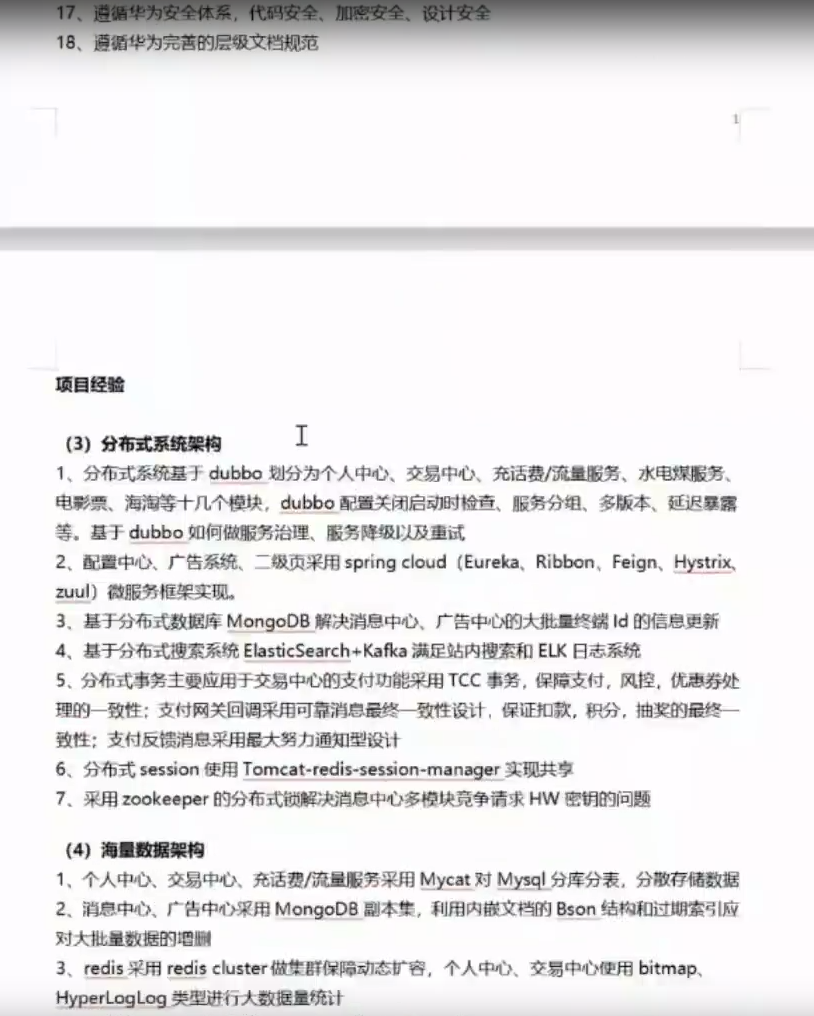 17、遵循华为安全体系，代码安全、加密安全、设计安全
18、遵循华为完善的层级文档规范
1
项目经验
（3）分布式系统架构
1、分布式系统基于 dubbo 划分为个人中心、交易中心、充话费/流量服务、水电煤服务、
电影票、海淘等十几个模块，dubbo 配置关闭启动时检查、服务分组、多版本、延迟暴露
等。基于 dubbo 如何做服务治理、服务降级以及重试
2、配置中心、广告系统、二级页采用 spring cloud（Eureka、Ribbon、Feign、Hystrix、
zuul）微服务框架实现。
3、基于分布式数据库 MongoDB 解决消息中心、广告中心的大批量终端 Id 的信息更新
4、基于分布式搜索系统 ElasticSearch+Kafka 满足站内搜索和 ELK 日志系统
5、分布式事务主要应用于交易中心的支付功能采用 TCC 事务，保障支付，风控，优惠券处
理的一致性；支付网关回调采用可靠消息最终一致性设计，保证扣款，积分，抽奖的最终一
致性；支付反馈消息采用最大努力通知型设计
6、分布式 session 使用 Tomcat-redis-session-manager 实现共享
7、采用 zookeeper 的分布式锁解决消息中心多模块竞争请求 HW 密钥的问题
（4）海量数据架构
1、个人中心、交易中心、充话费/流量服务采用 Mycat 对 Mysql 分库分表，分散存储数据
2、消息中心、广告中心采用 MongoDB 副本集，利用内嵌文档的 Bson 结构和过期索引应
对大批量数据的增删
3、redis 采用 redis cluster 做集群保障动态扩容，个人中心、交易中心使用 bitmap、
HyperLogLog 类型进行大数据量统计